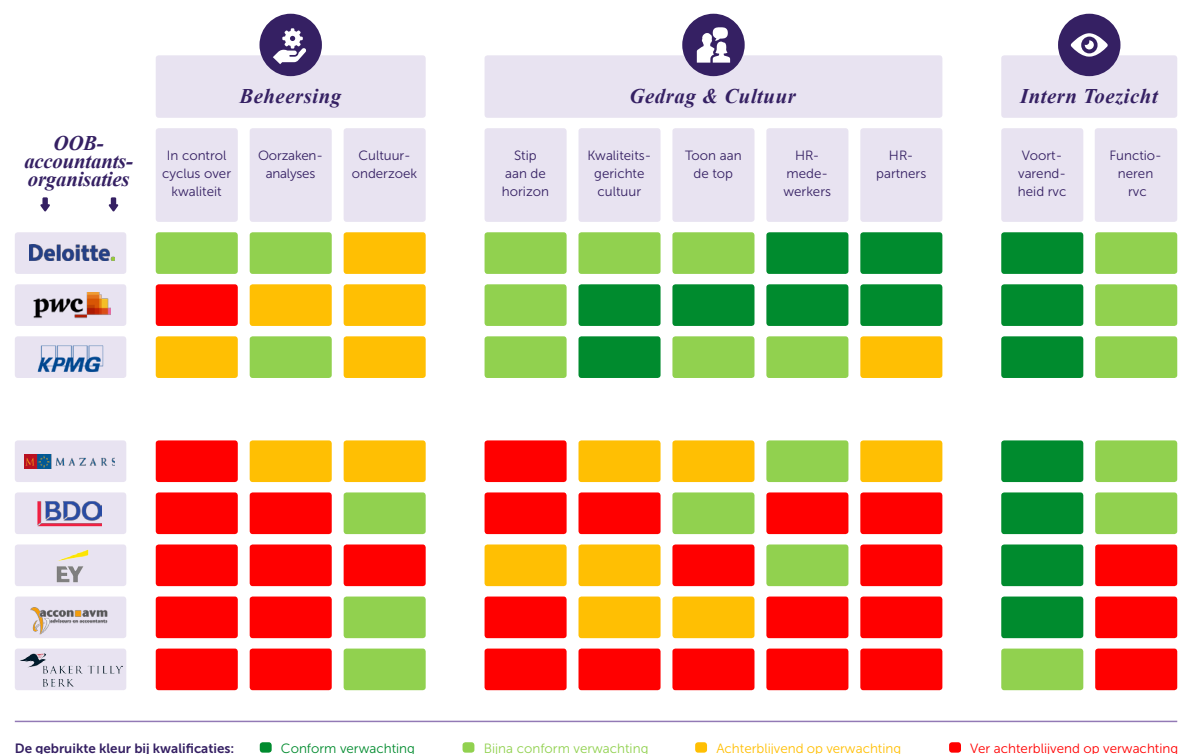 Beheersing
Gedrag & Cultuur
Intern Toezicht
OOB-
accountants-
organisaties
In control
cyclus over
kwaliteit
Oorzaken-
analyses
Cultuur-
onderzoek
Stip
aan de
horizon
Kwaliteits-
gerichte
cultuur
Toon aan
de top
HR-
mede-
werkers
HR-
partners
Voort-
varend-
heid rvc
Functio-
neren
rvc
Deloitte.
pwc
KPMG
M MAZARS
BDO
EY
accon avm
adviseurs en accountants
BAKER TILLY
BERK
De gebruikte kleur bij kwalificaties: Conform verwachting Bijna conform verwachting Achterblijvend op verwachting Ver achterblijvend op verwachting